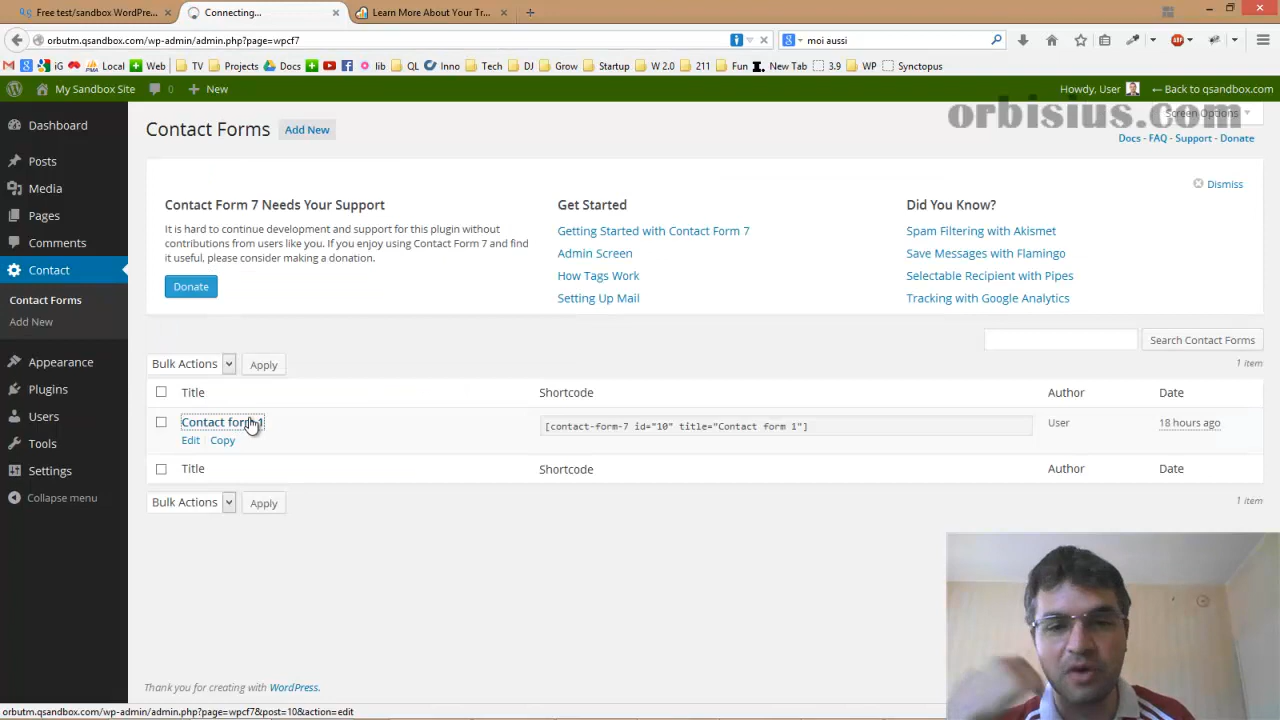 Free test/sandbox WordPre...
Connecting...
Learn More About Your Tr...
orbutm.qsandbox.com/wp-admin/admin.php?page=wpcf7
moi aussi
iG
PMA
Local
Web
TV
Projects
Docs
lib
QL
Inno
Tech
DJ
Grow
Startup
W 2.0
211
Fun
New Tab
3.9
WP
Synctopus
My Sandbox Site
0
New
Howdy, User
← Back to qsandbox.com
orbisius.com
Screen Options
Docs - FAQ - Support - Donate
Dashboard
Posts
Media
Pages
Comments
Contact
Contact Forms
Add New
Appearance
Plugins
Users
Tools
Settings
Collapse menu
Contact Forms
Add New
Dismiss
Contact Form 7 Needs Your Support
It is hard to continue development and support for this plugin without
contributions from users like you. If you enjoy using Contact Form 7 and find
it useful, please consider making a donation.
Donate
Get Started
Getting Started with Contact Form 7
Admin Screen
How Tags Work
Setting Up Mail
Did You Know?
Spam Filtering with Akismet
Save Messages with Flamingo
Selectable Recipient with Pipes
Tracking with Google Analytics
Search Contact Forms
Bulk Actions
Apply
1 item
Title
Shortcode
Author
Date
Contact form 1
Edit | Copy
[contact-form-7 id="10" title="Contact form 1"]
User
18 hours ago
Title
Shortcode
Author
Date
Bulk Actions
Apply
1 item
Thank you for creating with WordPress.
orbutm.qsandbox.com/wp-admin/admin.php?page=wpcf7&post=10&action=edit